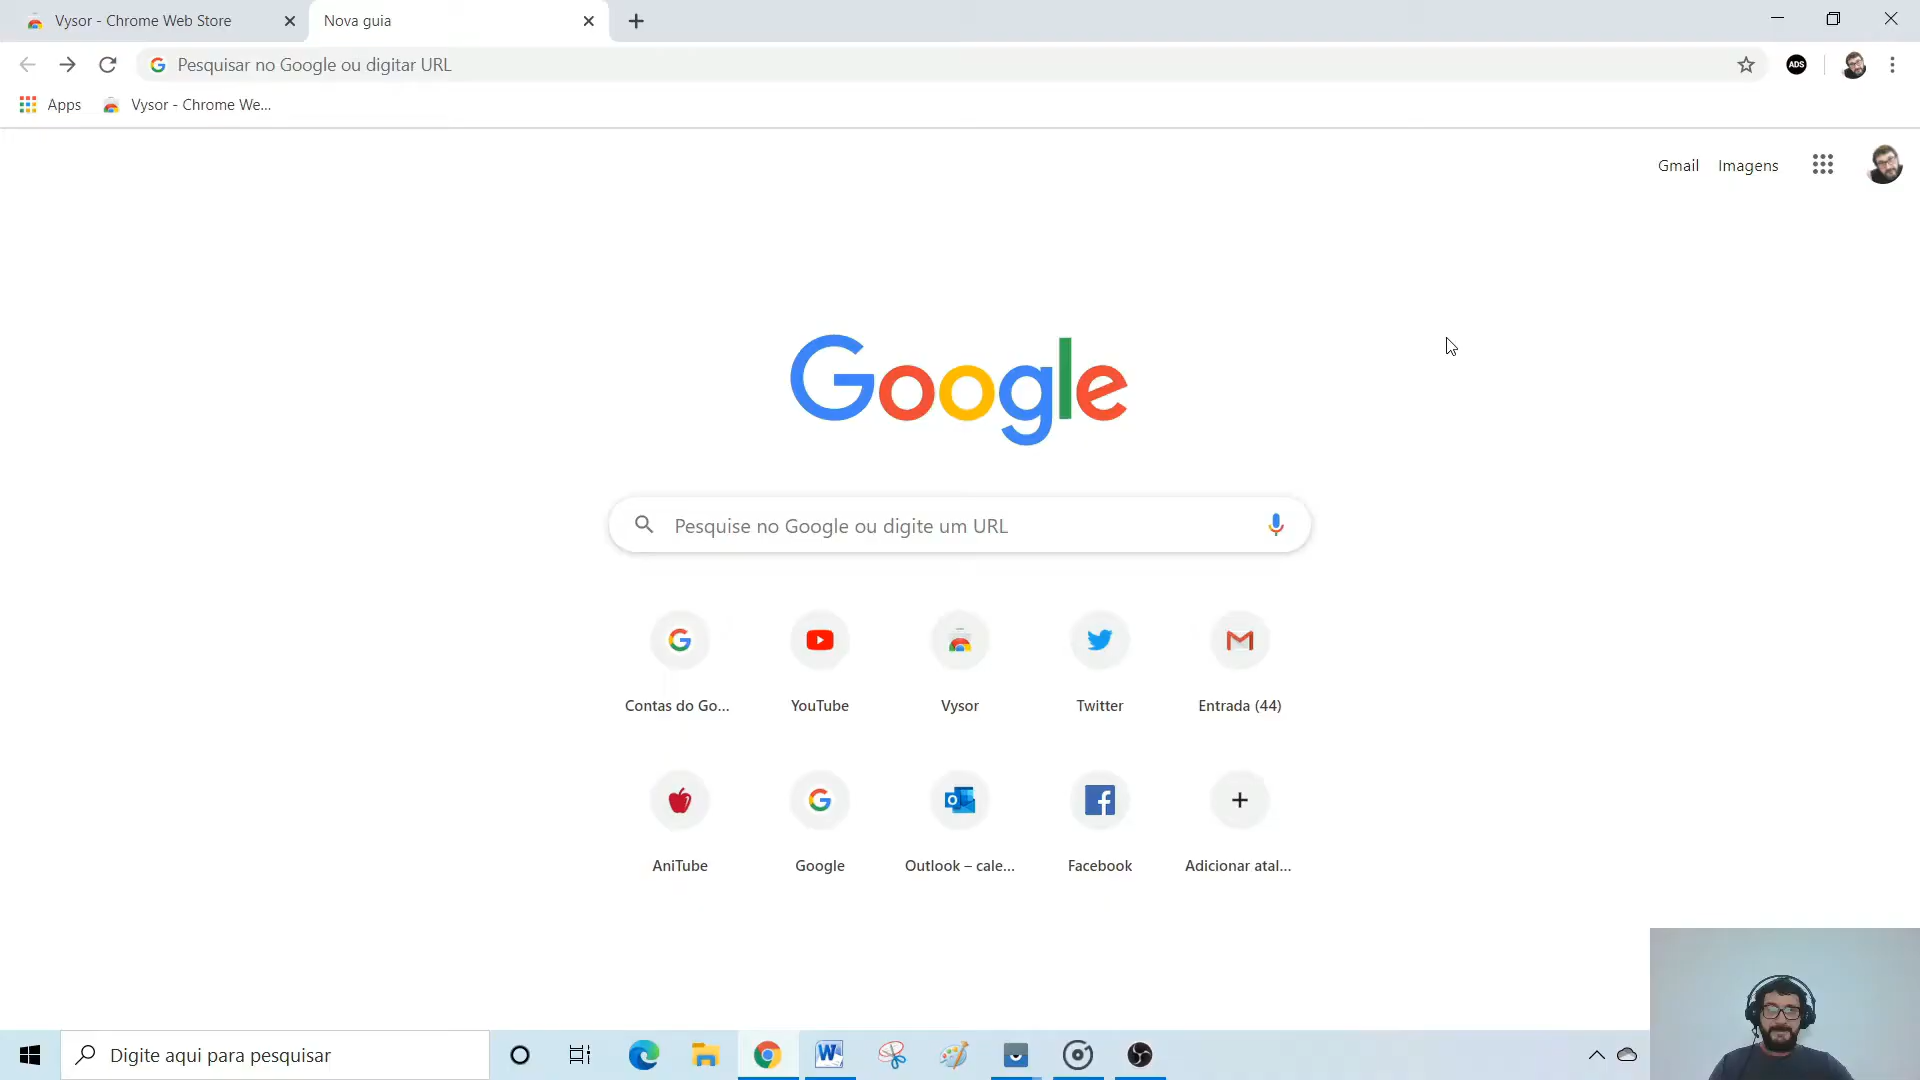 Vysor - Chrome Web Store
Nova guia
Pesquisar no Google ou digitar URL
ADS
Apps
Vysor - Chrome We...
Gmail
Imagens
Google
Pesquise no Google ou digite um URL
Contas do Go...
YouTube
Vysor
Twitter
Entrada (44)
AniTube
Google
Outlook – cale...
Facebook
Adicionar atal...
Digite aqui para pesquisar